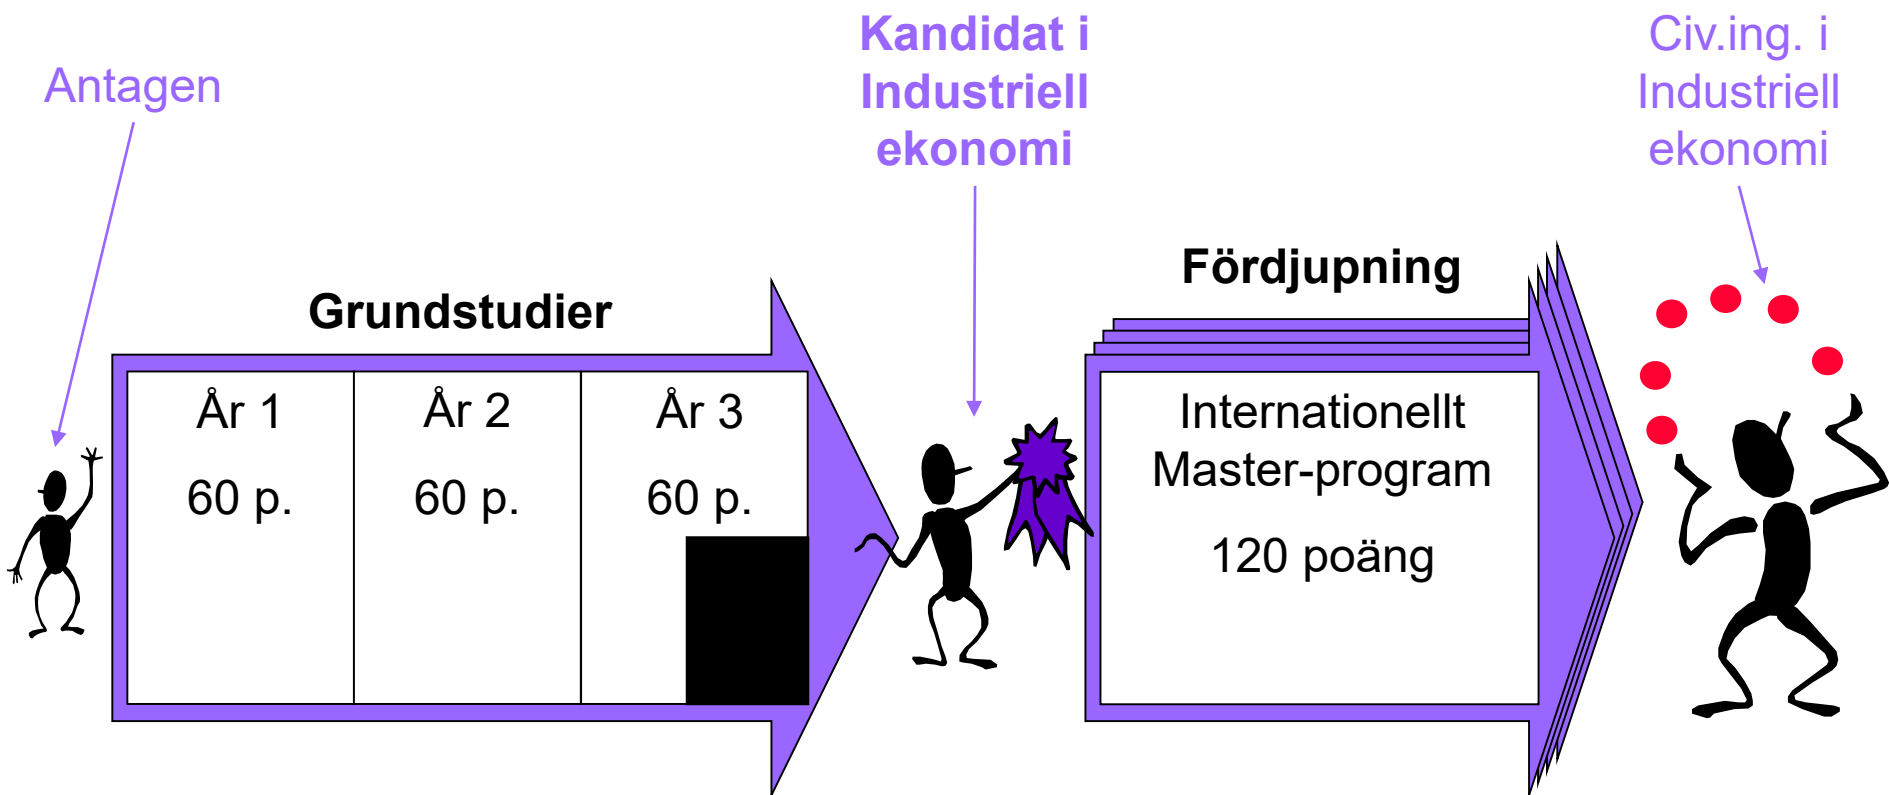 Antagen
Kandidat i
Industriell
ekonomi
Civ.ing. i
Industriell
ekonomi
Grundstudier
År 1
60 p.
År 2
60 p.
År 3
60 p.
Fördjupning
Internationellt
Master-program
120 poäng